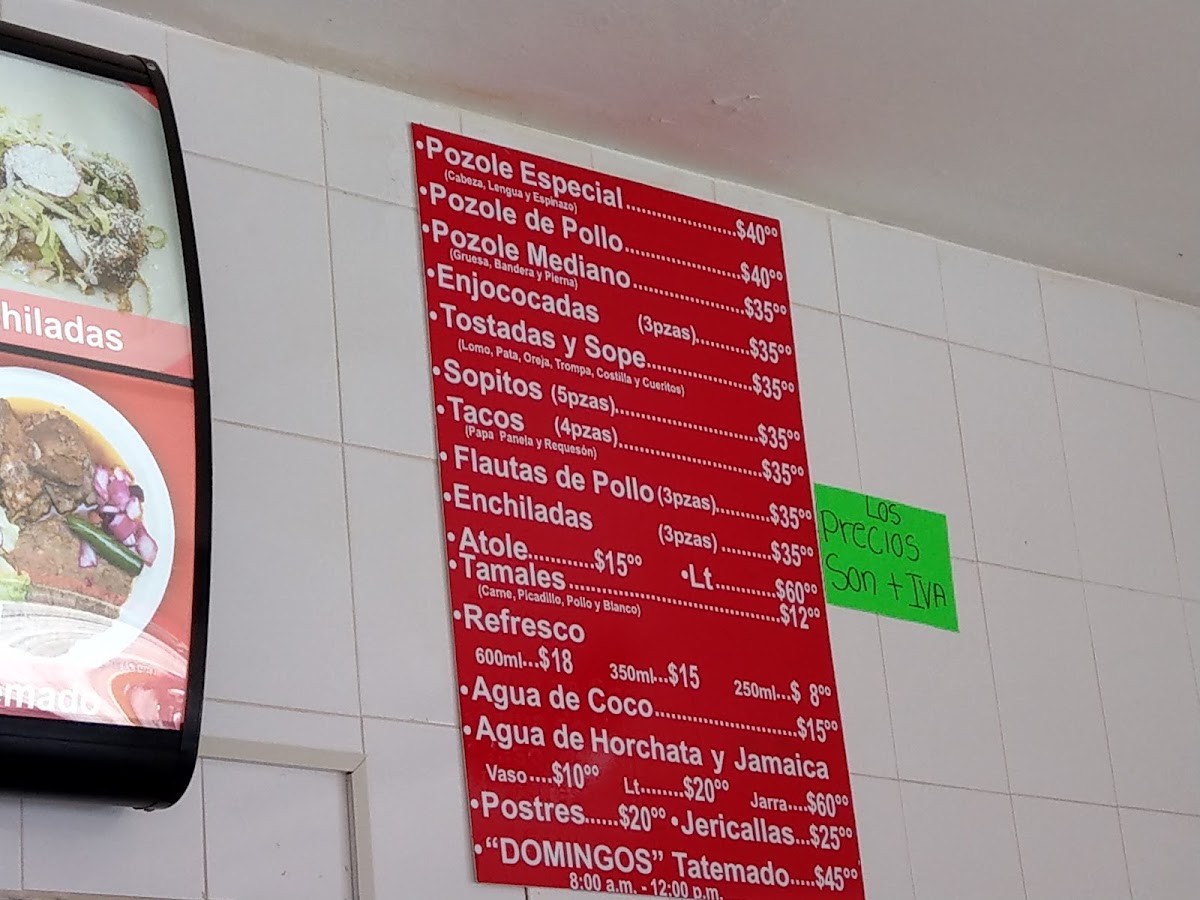 •Pozole Especial......................$40⁰⁰
(Cabeza, Lengua y Espinazo)
•Pozole de Pollo.......................$40⁰⁰
•Pozole Mediano......................$35⁰⁰
(Gruesa, Bandera y Pierna)
•Enjococadas (3pzas)..........$35⁰⁰
•Tostadas y Sope.....................$35⁰⁰
(Lomo, Pata, Oreja, Trompa, Costilla y Cueritos)
•Sopitos (5pzas)...........................$35⁰⁰
•Tacos (4pzas)...........................$35⁰⁰
(Papa Panela y Requesón)
•Flautas de Pollo (3pzas)..........$35⁰⁰
•Enchiladas (3pzas) .........$35⁰⁰
•Atole..........$15⁰⁰ •Lt..........$60⁰⁰
•Tamales.......................................$12⁰⁰
(Carne, Picadillo, Pollo y Blanco)
•Refresco
600ml...$18 350ml...$15 250ml...$ 8⁰⁰
•Agua de Coco..........................$15⁰⁰
•Agua de Horchata y Jamaica
Vaso....$10⁰⁰ Lt........$20⁰⁰ Jarra....$60⁰⁰
•Postres......$20⁰⁰ •Jericallas...$25⁰⁰
•"DOMINGOS" Tatemado.....$45⁰⁰
8:00 a.m. - 12:00 p.m.
Los
precios
Son + IVA
hiladas
emado